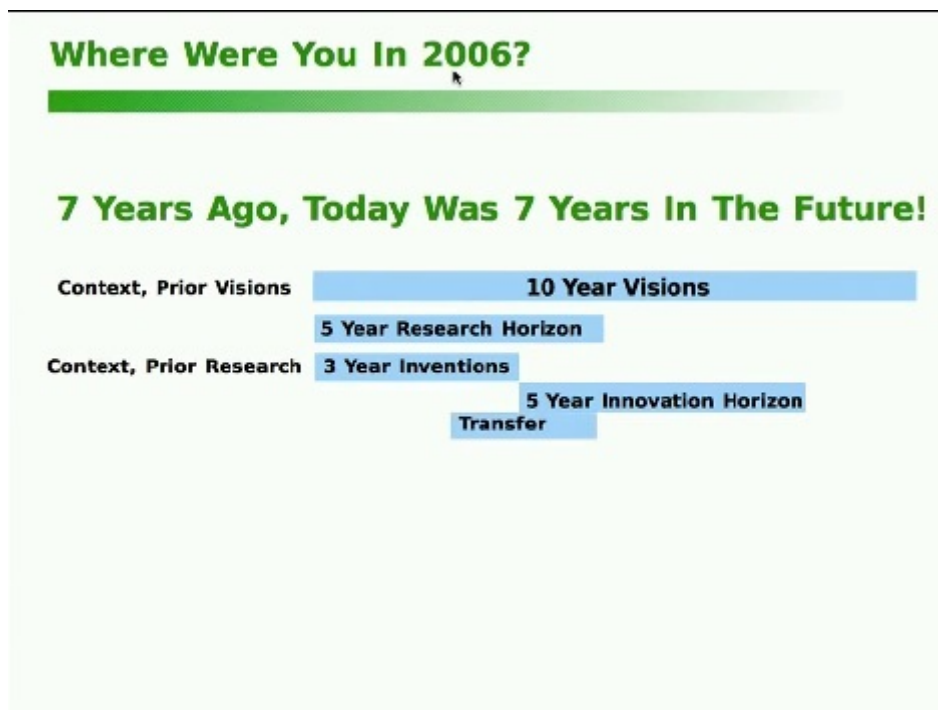 Where Were You In 2006?
7 Years Ago, Today Was 7 Years In The Future!
Context, Prior Visions 10 Year Visions
5 Year Research Horizon
Context, Prior Research 3 Year Inventions
5 Year Innovation Horizon
Transfer